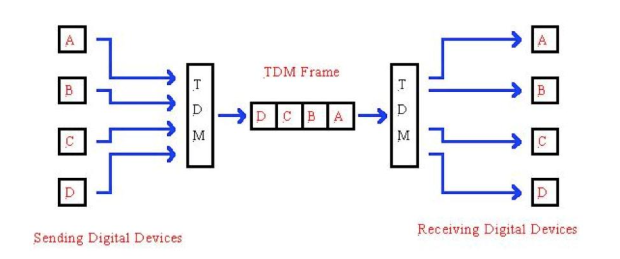 A
B
C
D
T
D
M
TDM Frame
D C B A
T
D
M
A
B
C
D
Sending Digital Devices
Receiving Digital Devices